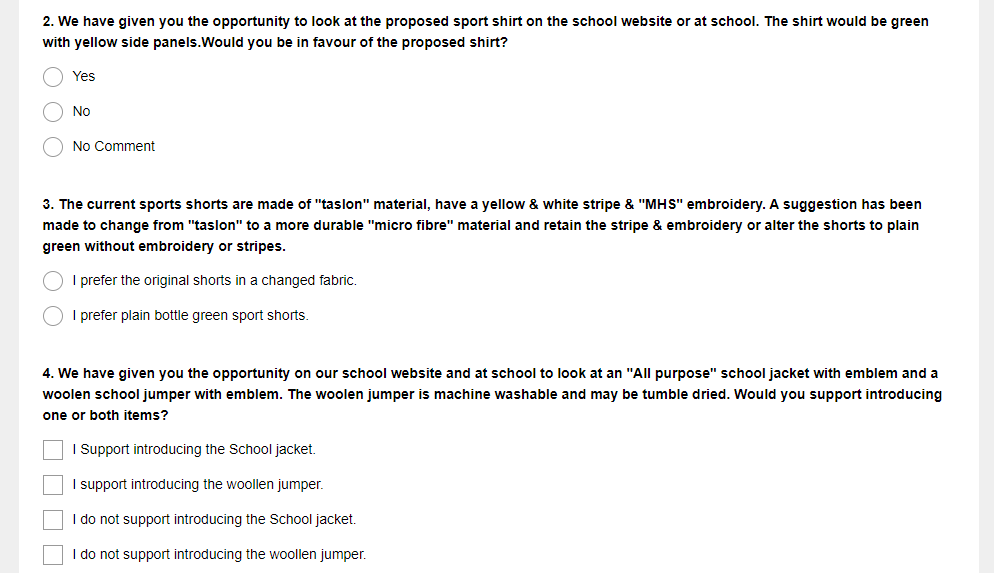 2. We have given you the opportunity to look at the proposed sport shirt on the school website or at school. The shirt would be green
with yellow side panels.Would you be in favour of the proposed shirt?
Yes
No
No Comment
3. The current sports shorts are made of "taslon" material, have a yellow & white stripe & "MHS" embroidery. A suggestion has been
made to change from "taslon" to a more durable "micro fibre" material and retain the stripe & embroidery or alter the shorts to plain
green without embroidery or stripes.
I prefer the original shorts in a changed fabric.
I prefer plain bottle green sport shorts.
4. We have given you the opportunity on our school website and at school to look at an "All purpose" school jacket with emblem and a
woolen school jumper with emblem. The woolen jumper is machine washable and may be tumble dried. Would you support introducing
one or both items?
I Support introducing the School jacket.
I support introducing the woollen jumper.
I do not support introducing the School jacket.
I do not support introducing the woollen jumper.